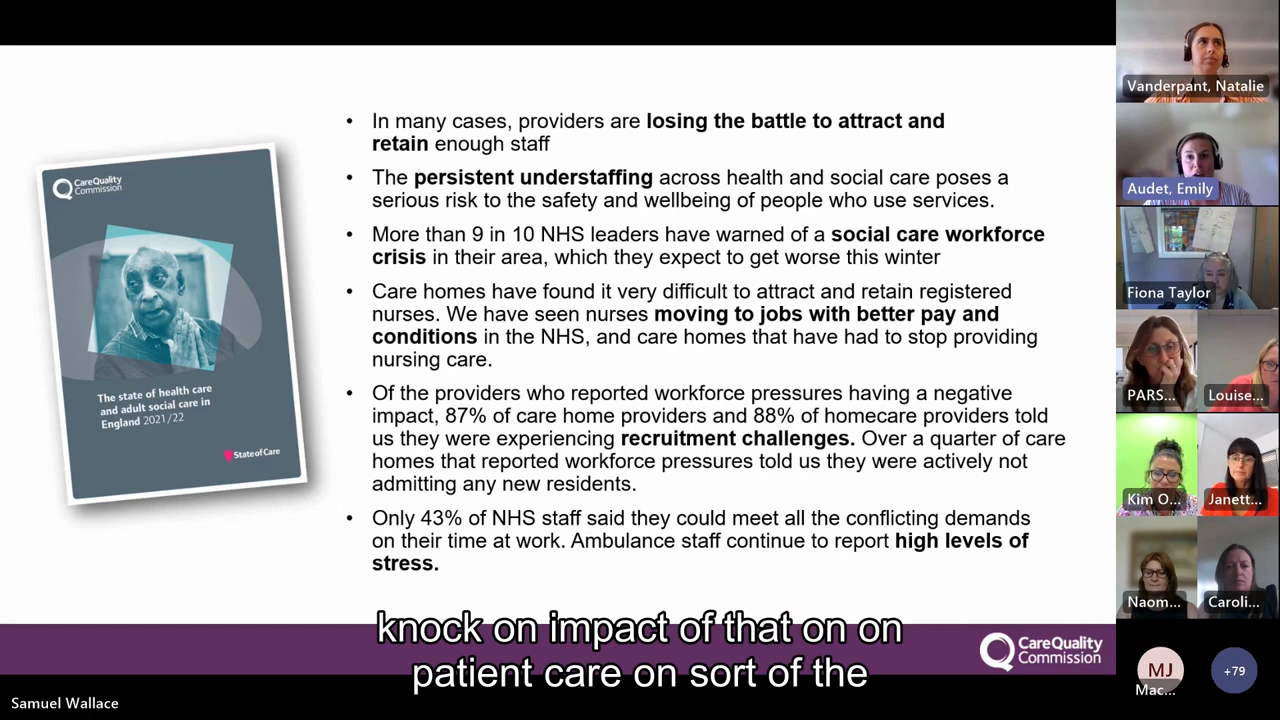 CareQuality
Commission
The state of health care
and adult social care in
England 2021/22
State of Care
• In many cases, providers are losing the battle to attract and
retain enough staff
• The persistent understaffing across health and social care poses a
serious risk to the safety and wellbeing of people who use services.
• More than 9 in 10 NHS leaders have warned of a social care workforce
crisis in their area, which they expect to get worse this winter
• Care homes have found it very difficult to attract and retain registered
nurses. We have seen nurses moving to jobs with better pay and
conditions in the NHS, and care homes that have had to stop providing
nursing care.
• Of the providers who reported workforce pressures having a negative
impact, 87% of care home providers and 88% of homecare providers told
us they were experiencing recruitment challenges. Over a quarter of care
homes that reported workforce pressures told us they were actively not
admitting any new residents.
• Only 43% of NHS staff said they could meet all the conflicting demands
on their time at work. Ambulance staff continue to report high levels of
stress.
knock on impact of that on on
patient care on sort of the
CareQuality
Commission
Samuel Wallace
Vanderpant, Natalie
Audet, Emily
Fiona Taylor
PARS...
Louise...
Kim O...
Janett...
Naom...
Caroli...
MJ
Mac...
+79